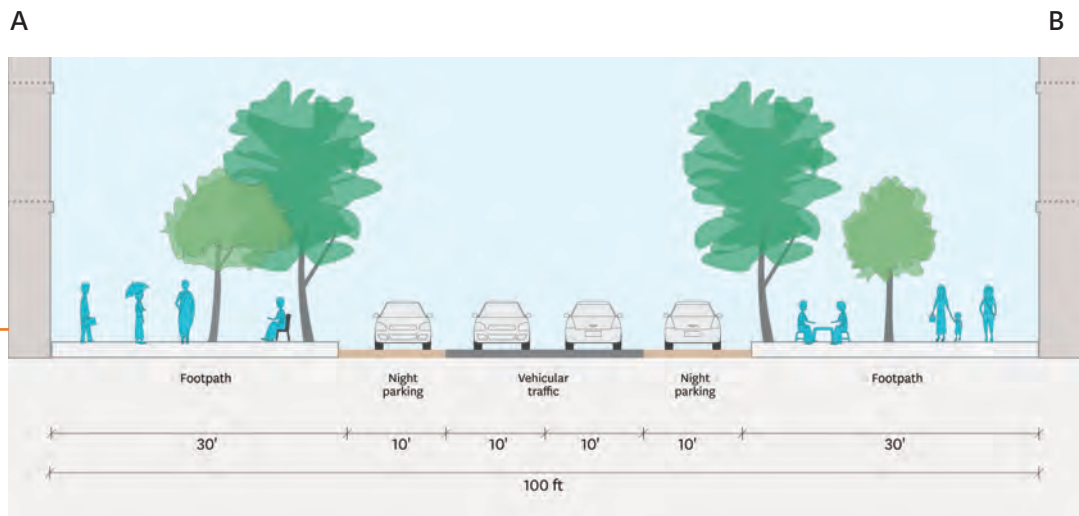 A B
Footpath Night parking Vehicular traffic Night parking Footpath
30' 10' 10' 10' 10' 30'
100 ft